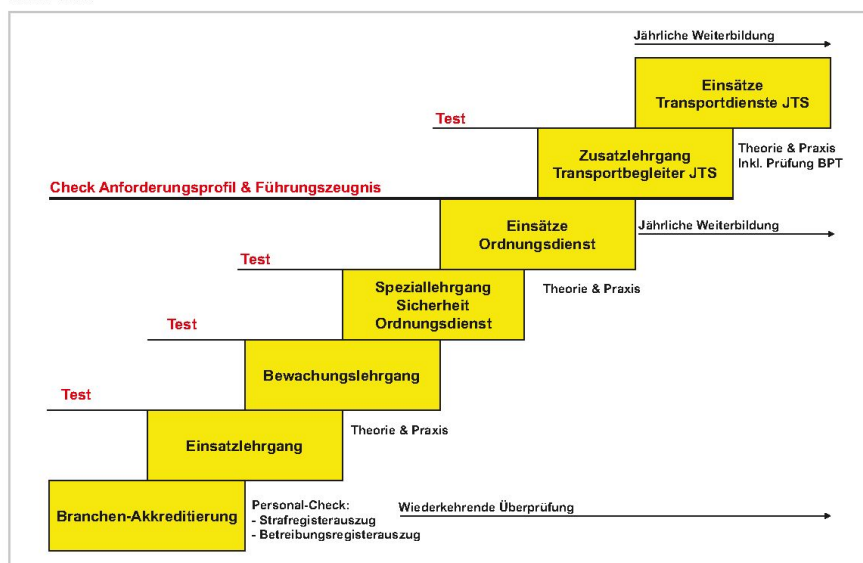 Jährliche Weiterbildung
Einsätze
Transportdienste JTS
Test
Zusatzlehrgang
Transportbegleiter JTS
Theorie & Praxis
Inkl. Prüfung BPT
Check Anforderungsprofil & Führungszeugnis
Einsätze
Ordnungsdienst
Jährliche Weiterbildung
Test
Speziallehrgang
Sicherheit
Ordnungsdienst
Theorie & Praxis
Test
Bewachungslehrgang
Test
Einsatzlehrgang
Theorie & Praxis
Branchen-Akkreditierung
Personal-Check:
- Strafregisterauszug
- Betreibungsregisterauszug
Wiederkehrende Überprüfung